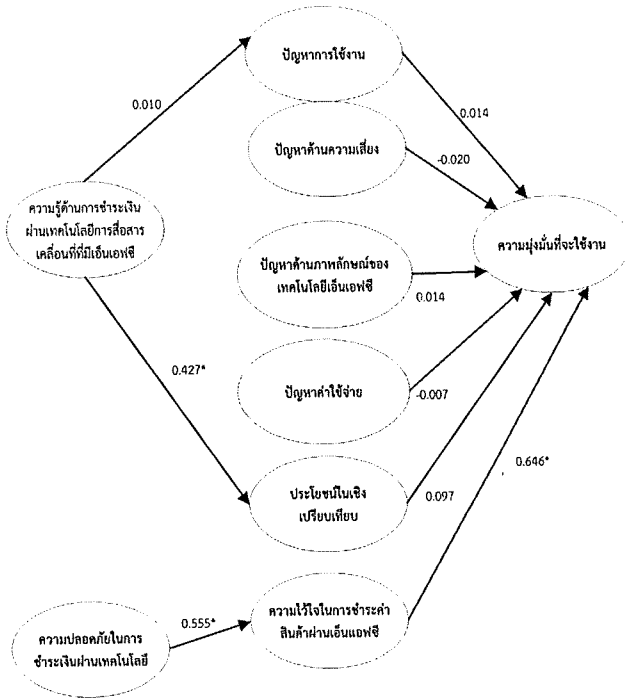 ปัญหาการใช้งาน
0.010
0.014
ปัญหาด้านความเสี่ยง
-0.020
ความรู้ด้านการชำระเงิน
ผ่านเทคโนโลยีการสื่อสาร
เคลื่อนที่ที่มีเอ็นเอฟซี
ความมุ่งมั่นที่จะใช้งาน
ปัญหาด้านภาพลักษณ์ของ
เทคโนโลยีเอ็นเอฟซี
0.014
0.427*
ปัญหาค่าใช้จ่าย
-0.007
0.646*
ประโยชน์ในเชิง
เปรียบเทียบ
0.097
ความไว้ใจในการชำระค่า
สินค้าผ่านเอ็นแอฟซี
0.555*
ความปลอดภัยในการ
ชำระเงินผ่านเทคโนโลยี